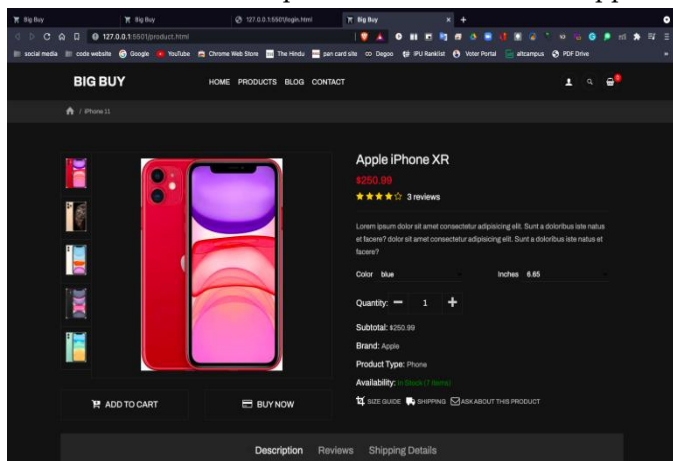 Big Buy
Big Buy
127.0.0.1:5501/login.html
Big Buy
127.0.0.1:5501/product.html
social media
code website
Google
YouTube
Chrome Web Store
The Hindu
pan card site
Degoo
IPU Ranklist
Voter Portal
altcampus
PDF Drive
BIG BUY
HOME PRODUCTS BLOG CONTACT
0
/ iPhone 11
Apple iPhone XR
$250.99
3 reviews
Lorem ipsum dolor sit amet consectetur adipisicing elit. Sunt a doloribus iste natus
et facere? dolor sit amet consectetur adipisicing elit. Sunt a doloribus iste natus et
facere?
Color blue
Inches 6.65
Quantity: 1
Subtotal: $250.99
Brand: Apple
Product Type: Phone
Availability: In Stock (7 Items)
SIZE GUIDE SHIPPING ASK ABOUT THIS PRODUCT
ADD TO CART
BUY NOW
Description Reviews Shipping Details